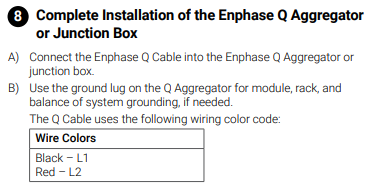 8 Complete Installation of the Enphase Q Aggregator
or Junction Box
A) Connect the Enphase Q Cable into the Enphase Q Aggregator or
junction box.
B) Use the ground lug on the Q Aggregator for module, rack, and
balance of system grounding, if needed.
The Q Cable uses the following wiring color code:
Wire Colors
Black – L1
Red – L2